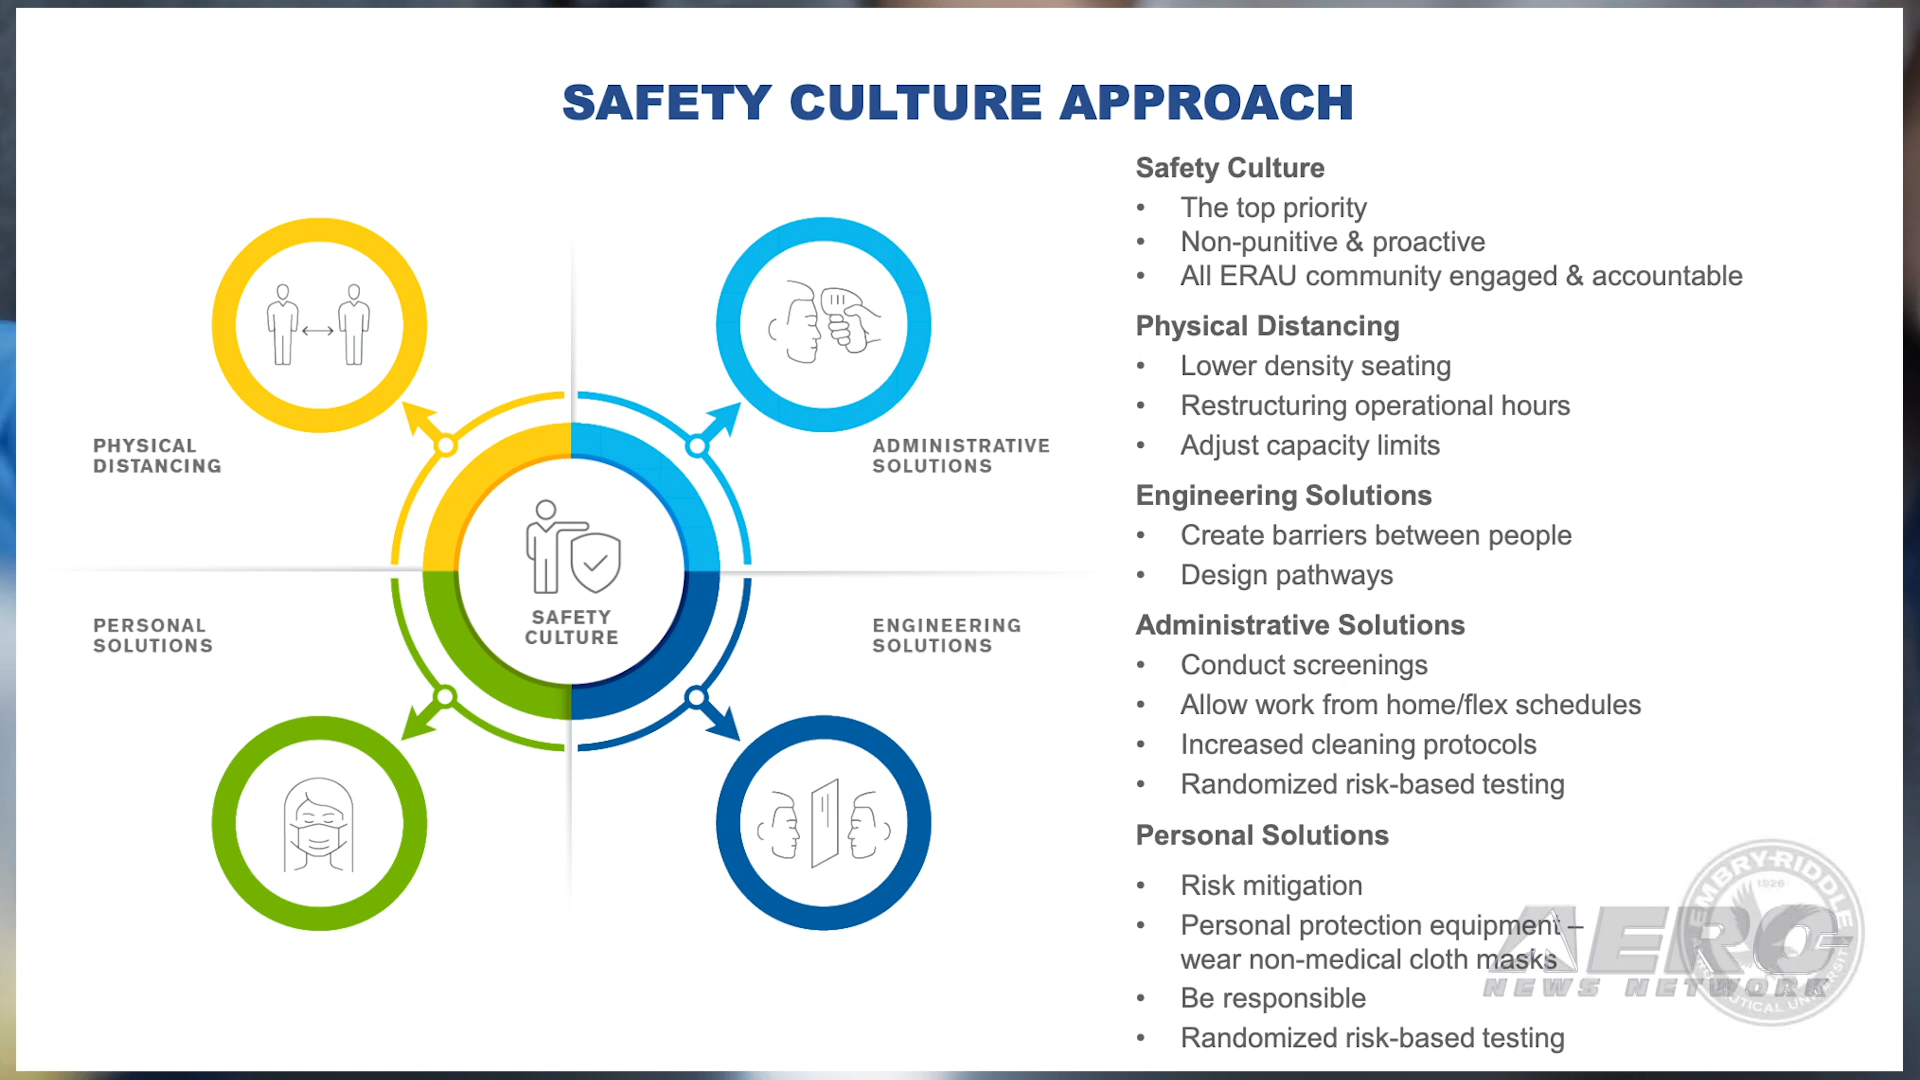 SAFETY CULTURE APPROACH
PHYSICAL
DISTANCING
ADMINISTRATIVE
SOLUTIONS
SAFETY
CULTURE
PERSONAL
SOLUTIONS
ENGINEERING
SOLUTIONS
Safety Culture
• The top priority
• Non-punitive & proactive
• All ERAU community engaged & accountable
Physical Distancing
• Lower density seating
• Restructuring operational hours
• Adjust capacity limits
Engineering Solutions
• Create barriers between people
• Design pathways
Administrative Solutions
• Conduct screenings
• Allow work from home/flex schedules
• Increased cleaning protocols
• Randomized risk-based testing
Personal Solutions
• Risk mitigation
• Personal protection equipment –
wear non-medical cloth masks
• Be responsible
• Randomized risk-based testing
EMBRY-RIDDLE
1926
AERO
NEWS NETWORK